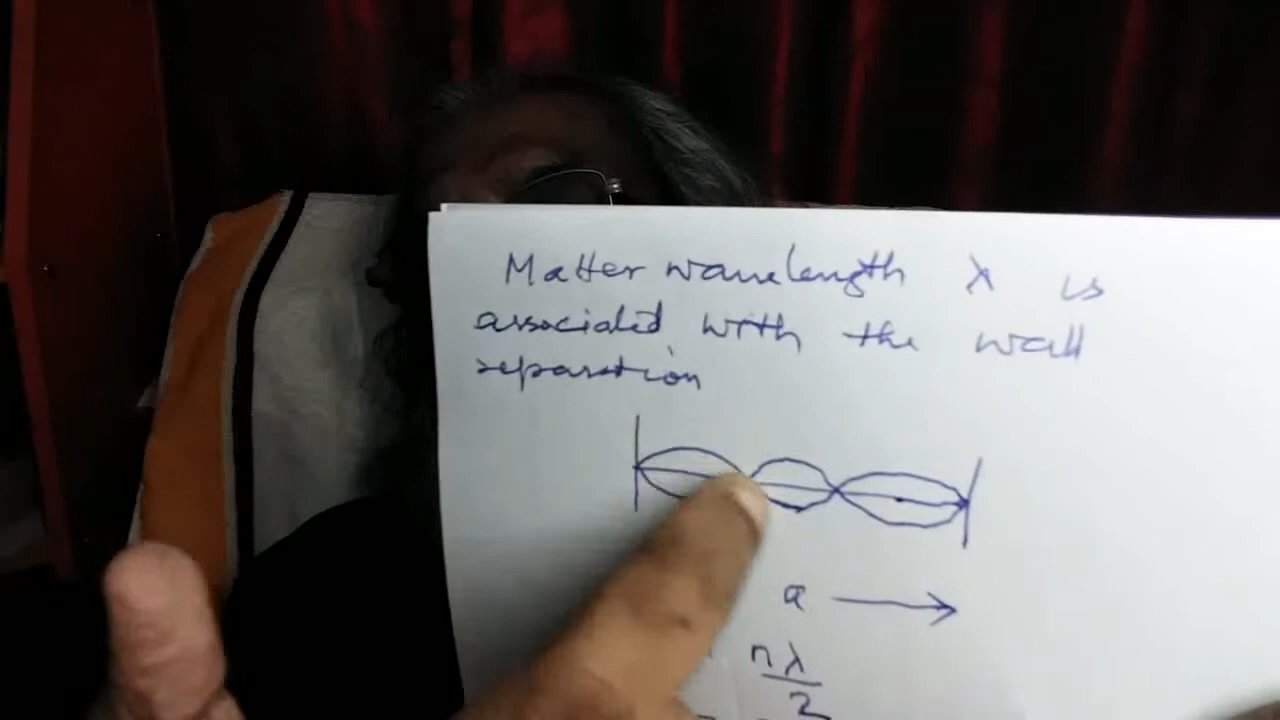 Matter wavelength λ is
associated with the wall
separation
a
nλ
2